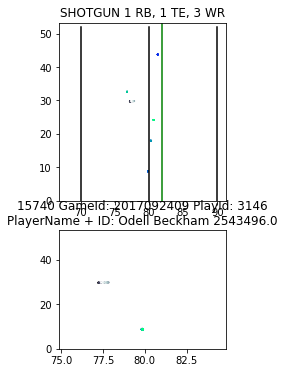 SHOTGUN 1 RB, 1 TE, 3 WR
50
40
30
20
10
0
70 75 80 85 90
15740 GameId: 2017092409 PlayId: 3146
PlayerName + ID: Odell Beckham 2543496.0
40
20
0
75.0 77.5 80.0 82.5